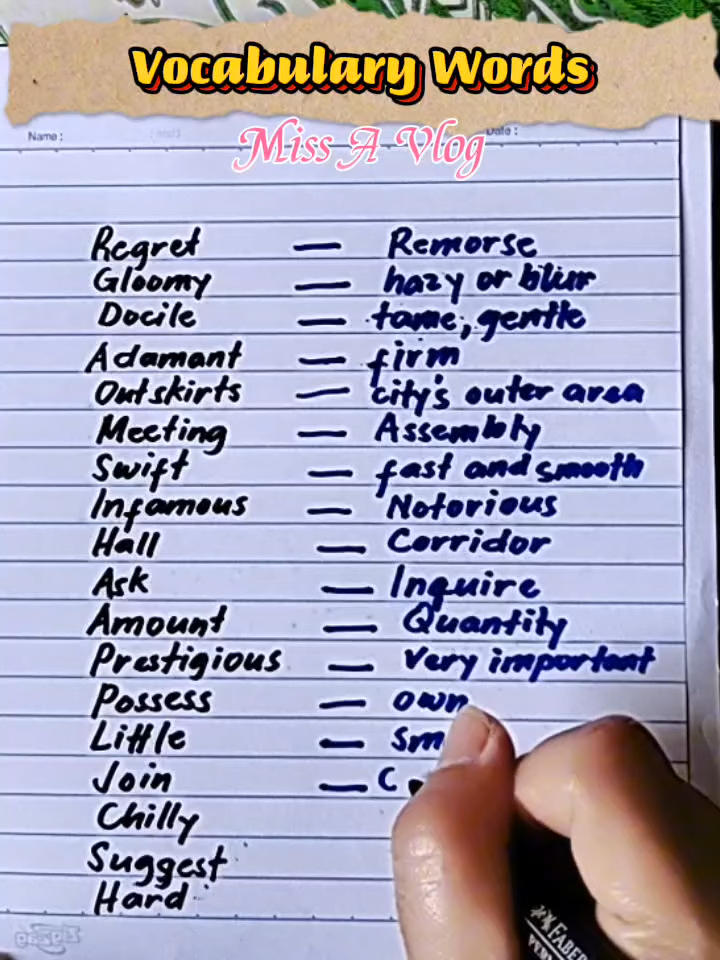 Vocabulary Words
Name : Date :
Miss A Vlog
Regret — Remorse
Gloomy — hazy or blur
Docile — tame, gentle
Adamant — firm
Outskirts — city's outer area
Meeting — Assembly
Swift — fast and smooth
Infamous — Notorious
Hall — Corridor
Ask — Inquire
Amount — Quantity
Prestigious — Very important
Possess — own
Little — sm
Join — C
Chilly
Suggest
Hard
FABER